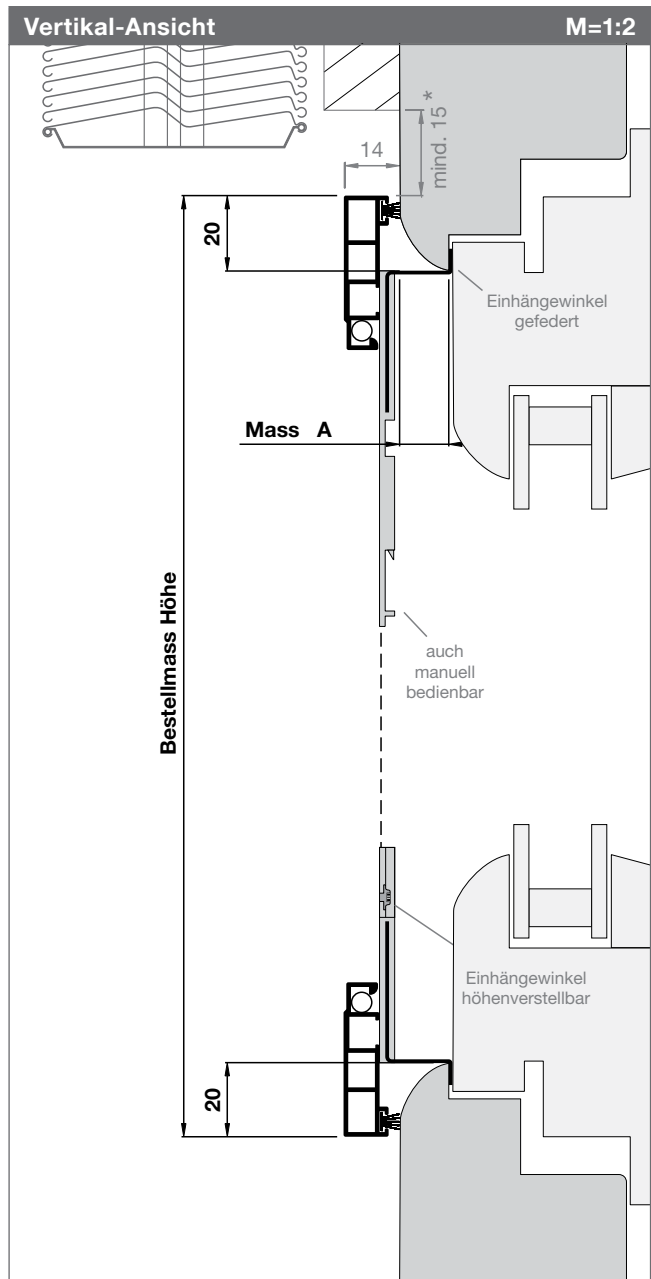 Vertikal-Ansicht M=1:2
14
mind. 15 *
20
Einhängewinkel
gefedert
Mass A
Bestellmass Höhe
auch
manuell
bedienbar
Einhängewinkel
höhenverstellbar
20